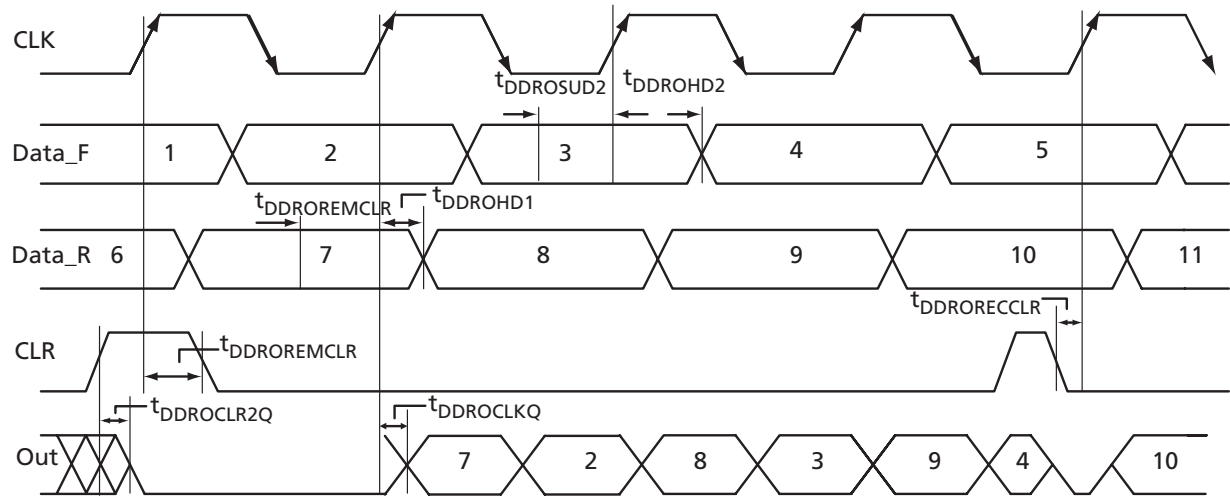 CLK
tDDROSUD2 tDDROHD2
Data_F 1 2 3 4 5
tDDROREMCLR tDDROHD1
Data_R 6 7 8 9 10 11
tDDRORECCLR
CLR tDDROREMCLR
tDDROCLR2Q tDDROCLKQ
Out 7 2 8 3 9 4 10